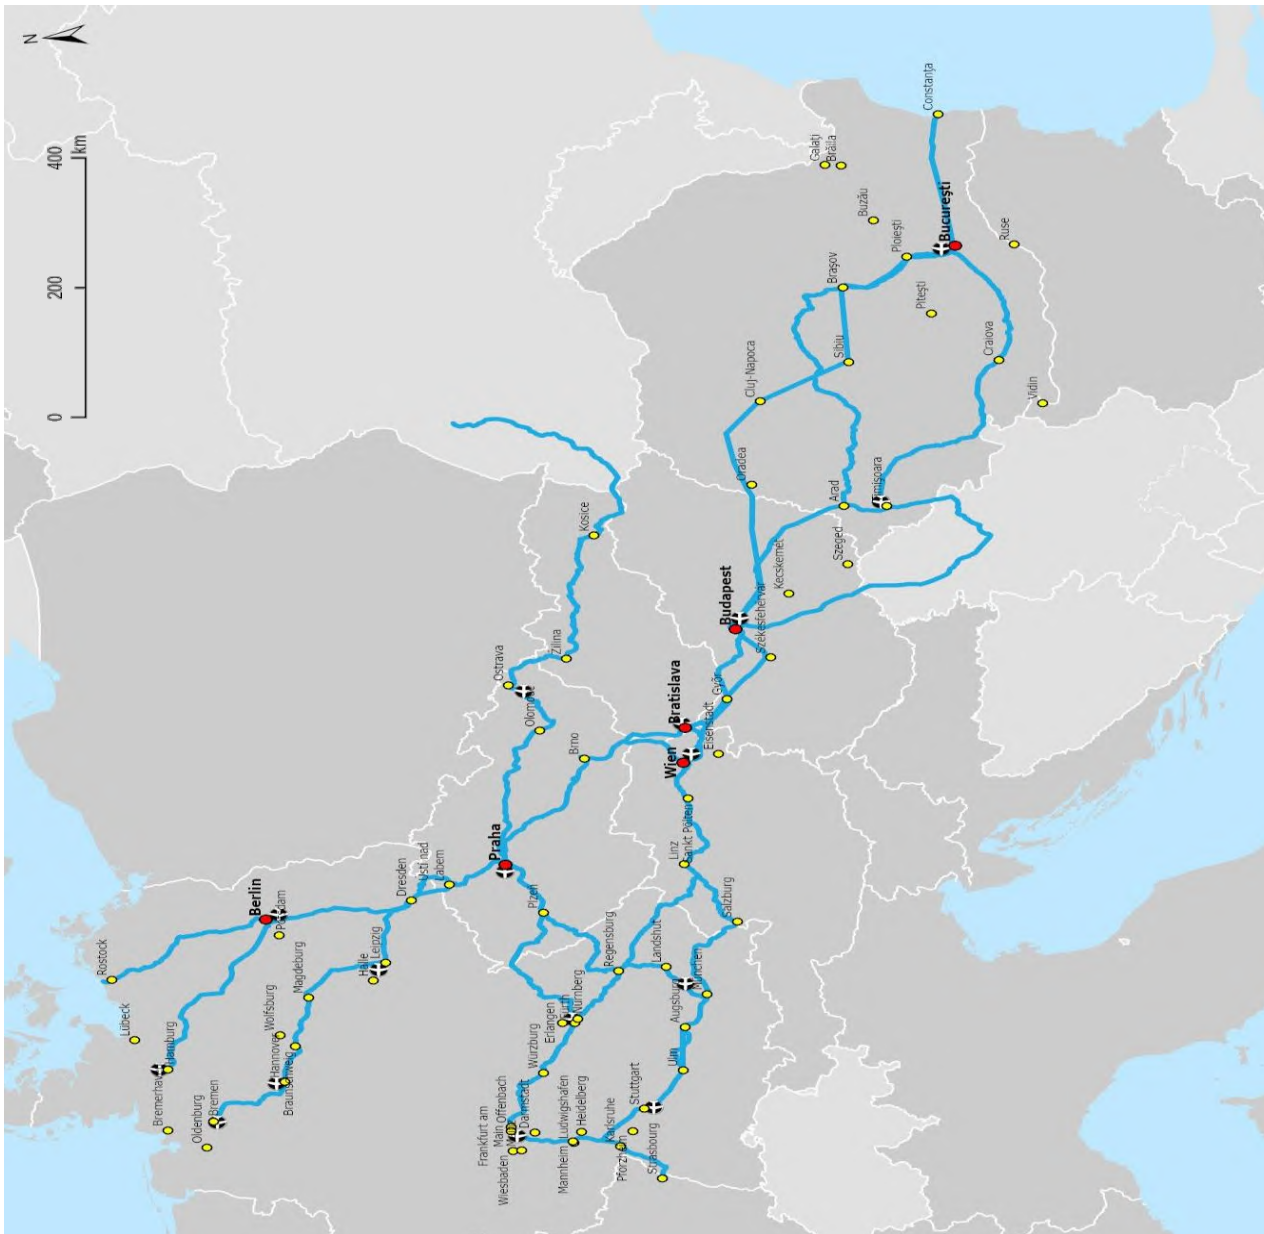 N
0
200
400
km
Rostock
Lübeck
Bremerhav
Hamburg
Oldenburg
Bremen
Berlin
Hannover
Wolfsburg
Braunschweig
Magdeburg
Halle
Leipzig
Dresden
Ústí nad
Labem
Praha
Plzeň
Ostrava
Olomouc
Žilina
Košice
Brno
Frankfurt am
Main
Offenbach
Wiesbaden
Darmstadt
Würzburg
Erlangen
Fürth
Nürnberg
Mannheim
Ludwigshafen
Heidelberg
Karlsruhe
Stuttgart
Strasbourg
Regensburg
Landshut
Ulm
Augsburg
München
Salzburg
Linz
Sankt Pölten
Wien
Bratislava
Eisenstadt
Győr
Budapest
Székesfehérvár
Kecskemét
Szeged
Oradea
Cluj-Napoca
Arad
Timișoara
Sibiu
Brașov
Galați
Brăila
Buzău
Ploiești
Pitești
București
Constanța
Craiova
Vidin
Ruse